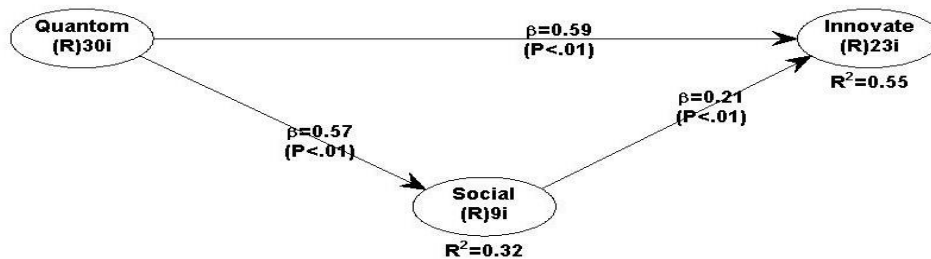 Quantom
(R)30i
β=0.59
(P<.01)
Innovate
(R)23i
R²=0.55
β=0.57
(P<.01)
β=0.21
(P<.01)
Social
(R)9i
R²=0.32